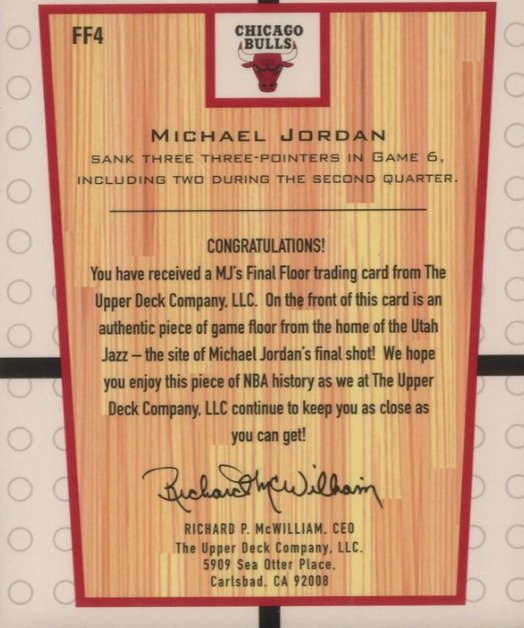 FF4
CHICAGO
BULLS
MICHAEL JORDAN
SANK THREE THREE-POINTERS IN GAME 6,
INCLUDING TWO DURING THE SECOND QUARTER.
CONGRATULATIONS!
You have received a MJ's Final Floor trading card from The
Upper Deck Company, LLC. On the front of this card is an
authentic piece of game floor from the home of the Utah
Jazz – the site of Michael Jordan's final shot! We hope
you enjoy this piece of NBA history as we at The Upper
Deck Company, LLC continue to keep you as close as
you can get!
Richard McWilliam
RICHARD P. McWILLIAM, CEO
The Upper Deck Company, LLC.
5909 Sea Otter Place,
Carlsbad, CA 92008